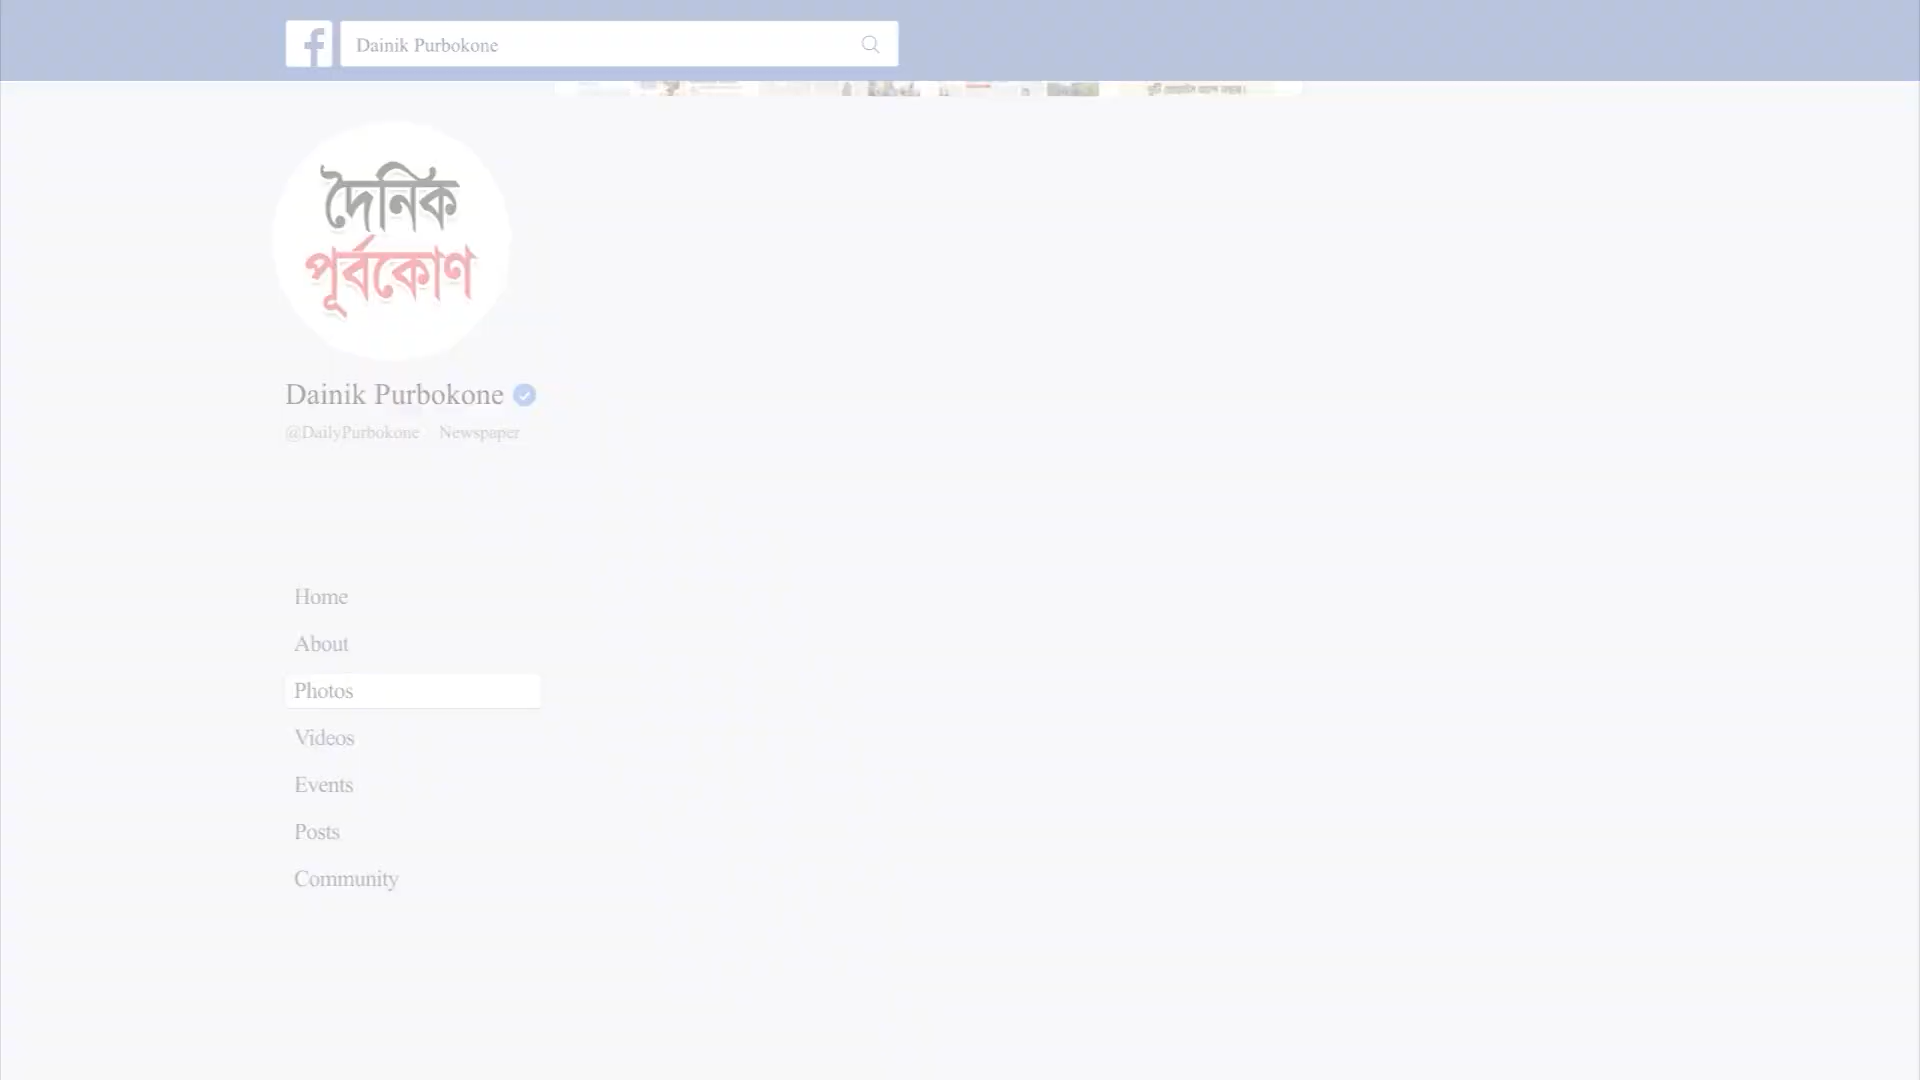 Dainik Purbokone
দৈনিক
পূর্বকোণ
Dainik Purbokone
@DailyPurbokone · Newspaper
Home
About
Photos
Videos
Events
Posts
Community